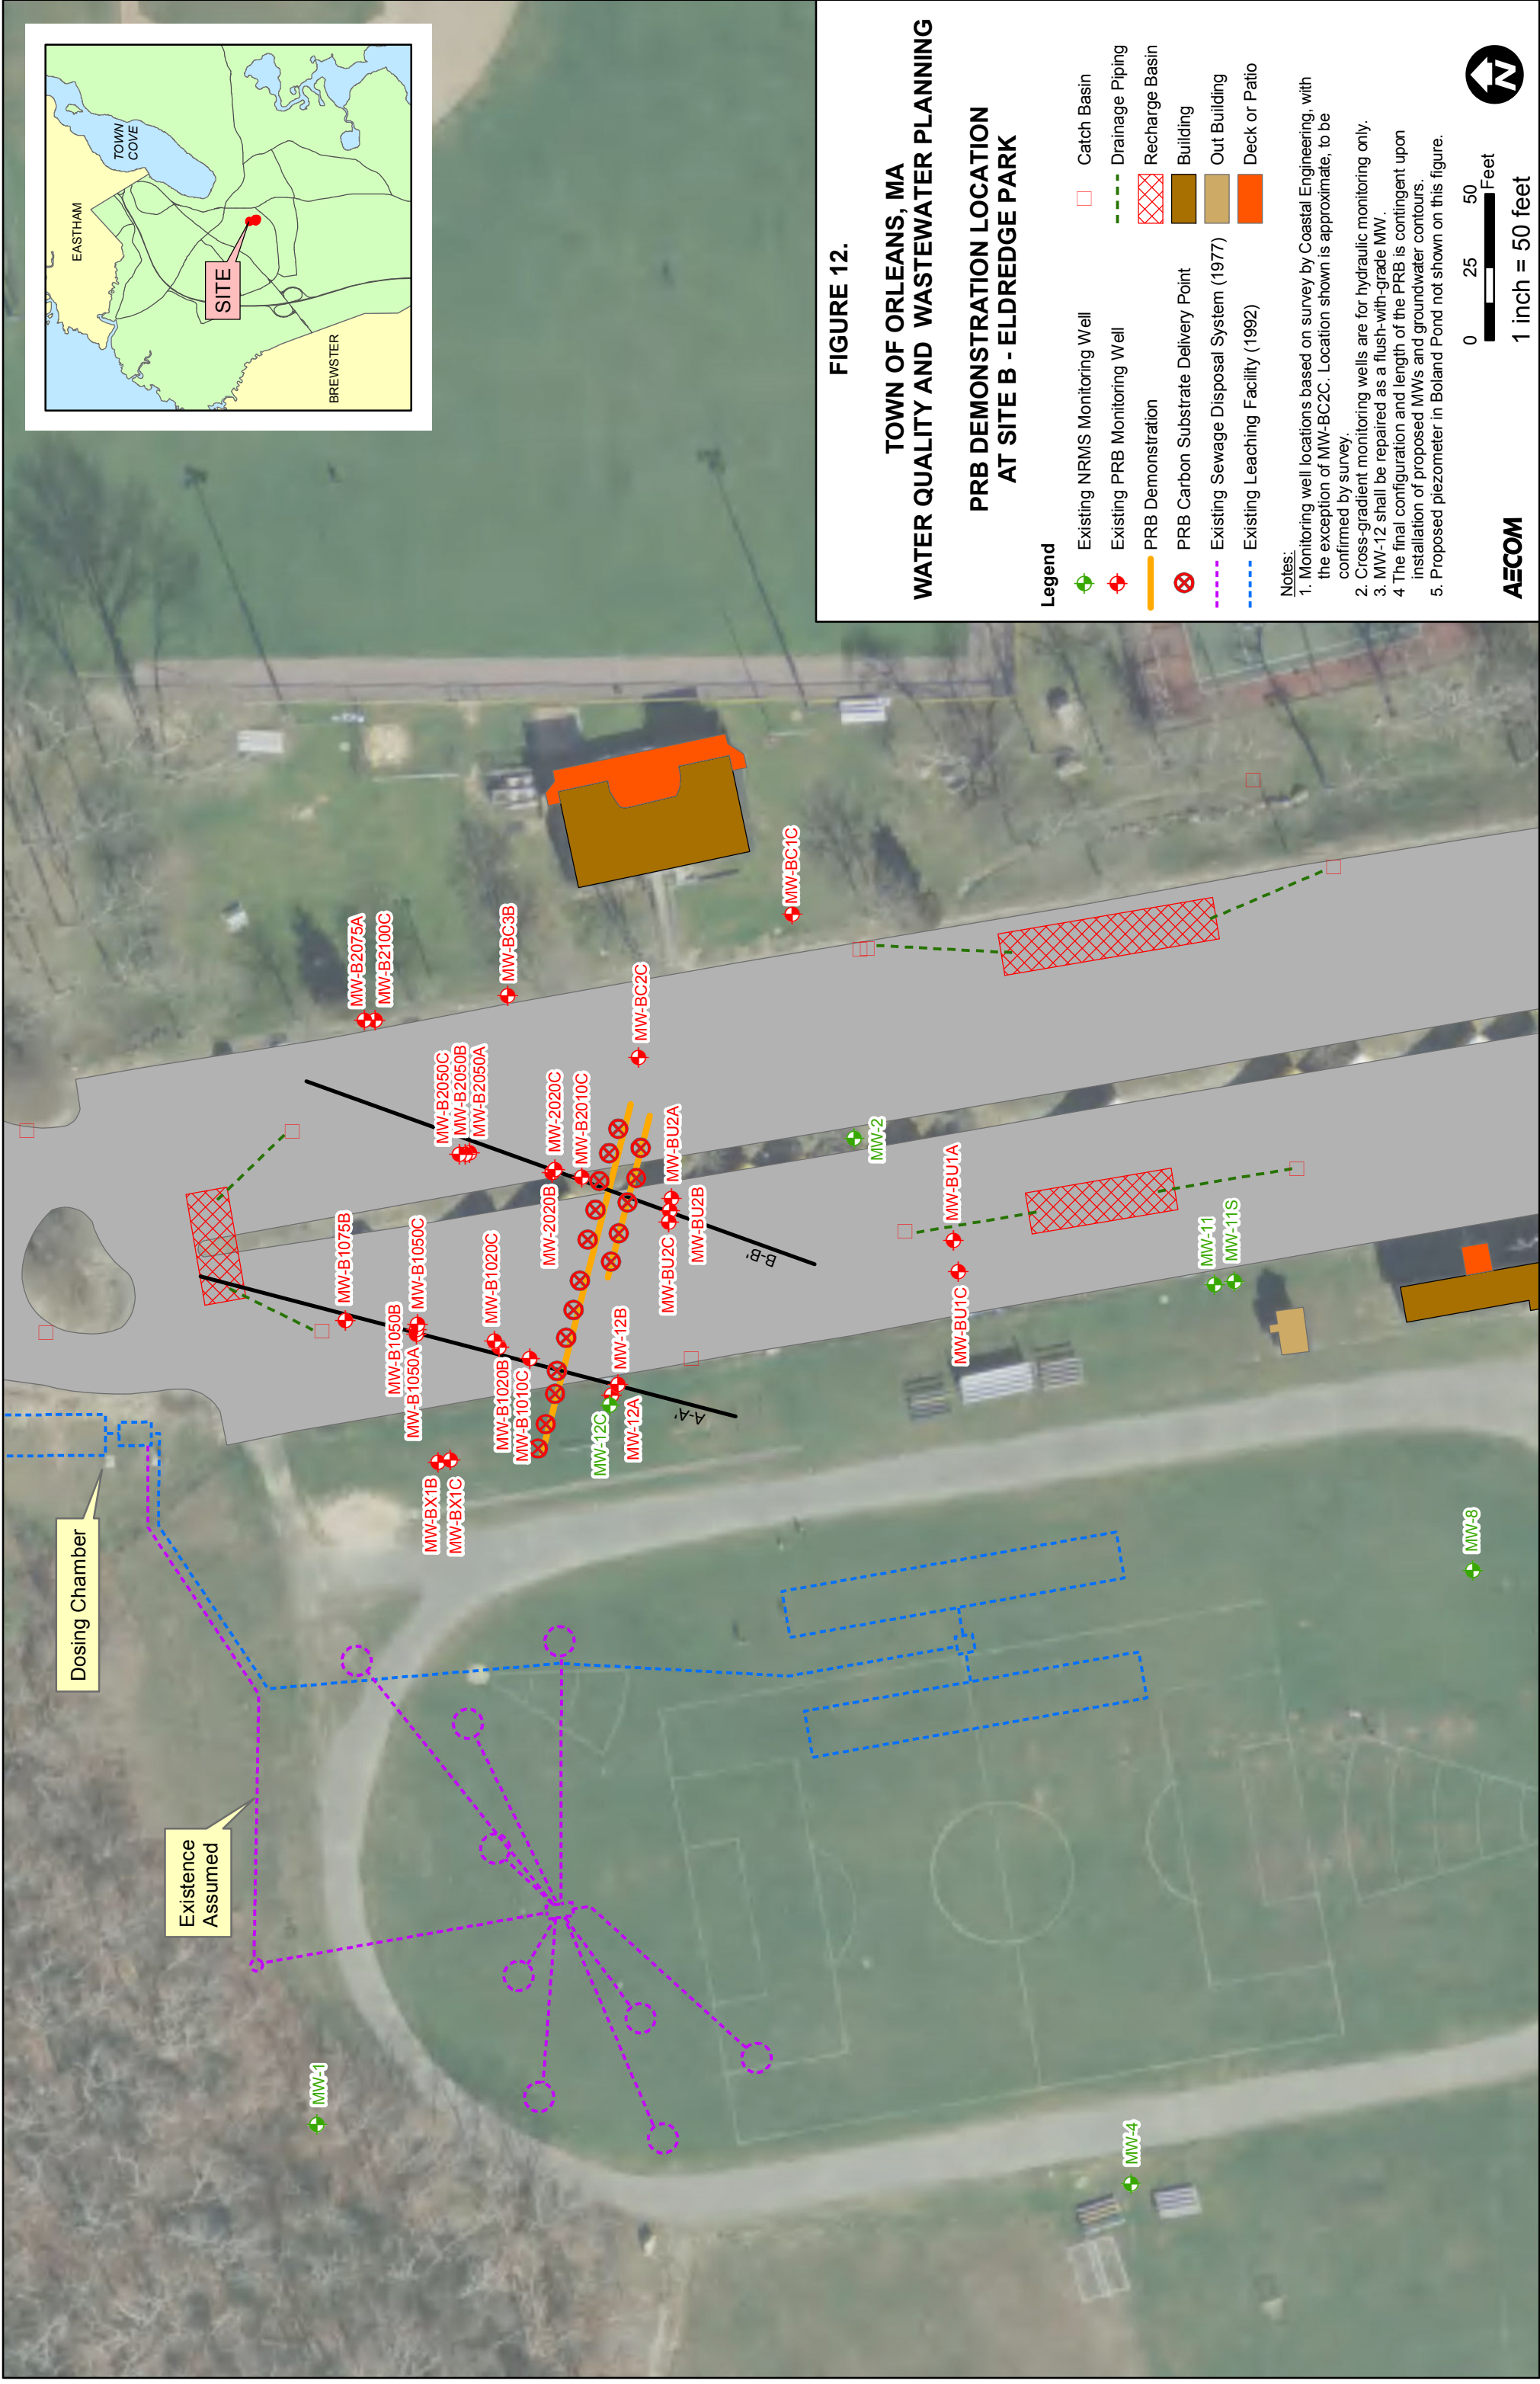 EASTHAM
TOWN
COVE
SITE
BREWSTER
FIGURE 12.
TOWN OF ORLEANS, MA
WATER QUALITY AND WASTEWATER PLANNING
PRB DEMONSTRATION LOCATION
AT SITE B - ELDREDGE PARK
Legend
Existing NRMS Monitoring Well
Existing PRB Monitoring Well
PRB Demonstration
PRB Carbon Substrate Delivery Point
Existing Sewage Disposal System (1977)
Existing Leaching Facility (1992)
Catch Basin
Drainage Piping
Recharge Basin
Building
Out Building
Deck or Patio
Notes:
1. Monitoring well locations based on survey by Coastal Engineering, with
the exception of MW-BC2C. Location shown is approximate, to be
confirmed by survey.
2. Cross-gradient monitoring wells are for hydraulic monitoring only.
3. MW-12 shall be repaired as a flush-with-grade MW.
4 The final configuration and length of the PRB is contingent upon
installation of proposed MWs and groundwater contours.
5. Proposed piezometer in Boland Pond not shown on this figure.
0 25 50
Feet
1 inch = 50 feet
AECOM
N
Dosing Chamber
Existence
Assumed
MW-1
MW-4
MW-8
MW-11
MW-11S
MW-2
MW-12C
MW-12A
MW-12B
MW-BX1B
MW-BX1C
MW-B1075B
MW-B1050B
MW-B1050A
MW-B1050C
MW-B1020C
MW-B1020B
MW-B1010C
MW-B2075A
MW-B2100C
MW-BC3B
MW-BC2C
MW-BC1C
MW-B2050C
MW-B2050B
MW-B2050A
MW-2020C
MW-B2010C
MW-2020B
MW-BU2A
MW-BU2B
MW-BU2C
MW-BU1A
MW-BU1C
A-A'
B-B'